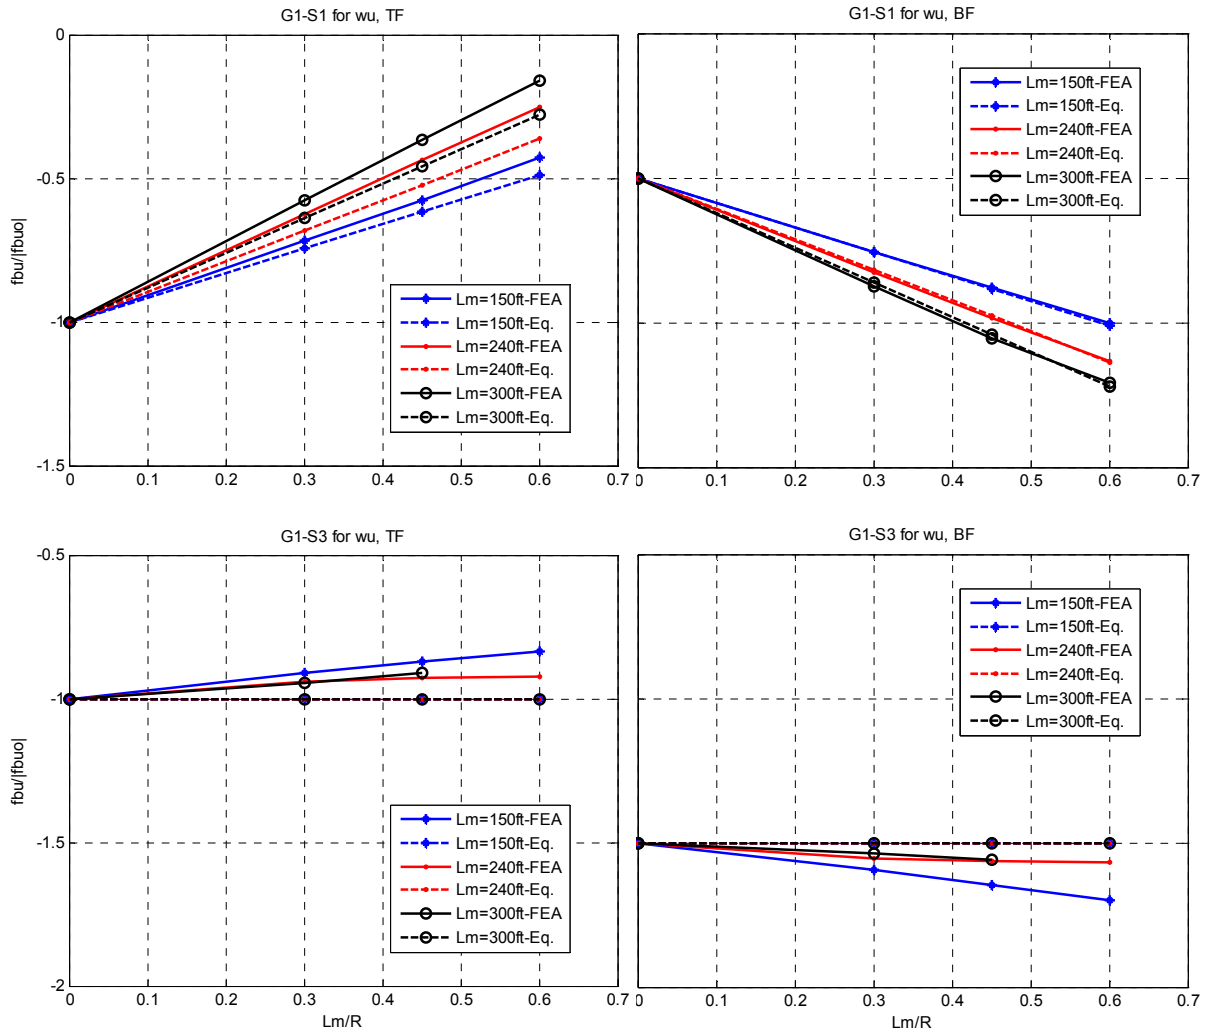 G1-S1 for wu, TF
0
-0.5
-1
-1.5
fbu/|fbuo|
0 0.1 0.2 0.3 0.4 0.5 0.6 0.7
Lm=150ft-FEA
Lm=150ft-Eq.
Lm=240ft-FEA
Lm=240ft-Eq.
Lm=300ft-FEA
Lm=300ft-Eq.
G1-S1 for wu, BF
Lm=150ft-FEA
Lm=150ft-Eq.
Lm=240ft-FEA
Lm=240ft-Eq.
Lm=300ft-FEA
Lm=300ft-Eq.
0 0.1 0.2 0.3 0.4 0.5 0.6 0.7
G1-S3 for wu, TF
-0.5
-1
-1.5
-2
fbu/|fbuo|
Lm=150ft-FEA
Lm=150ft-Eq.
Lm=240ft-FEA
Lm=240ft-Eq.
Lm=300ft-FEA
Lm=300ft-Eq.
0 0.1 0.2 0.3 0.4 0.5 0.6 0.7
Lm/R
G1-S3 for wu, BF
Lm=150ft-FEA
Lm=150ft-Eq.
Lm=240ft-FEA
Lm=240ft-Eq.
Lm=300ft-FEA
Lm=300ft-Eq.
0 0.1 0.2 0.3 0.4 0.5 0.6 0.7
Lm/R